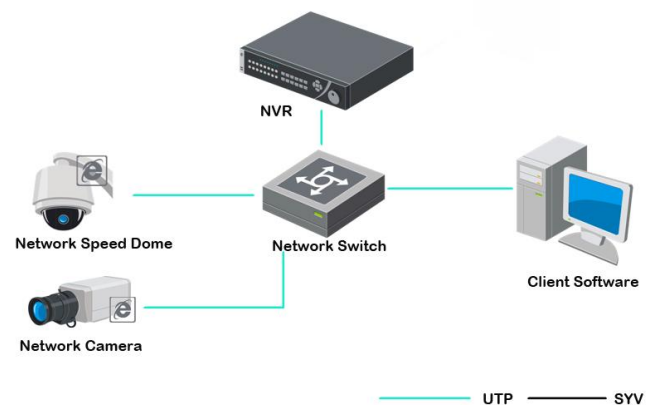 NVR
Network Speed Dome
Network Switch
Client Software
Network Camera
UTP
SYV